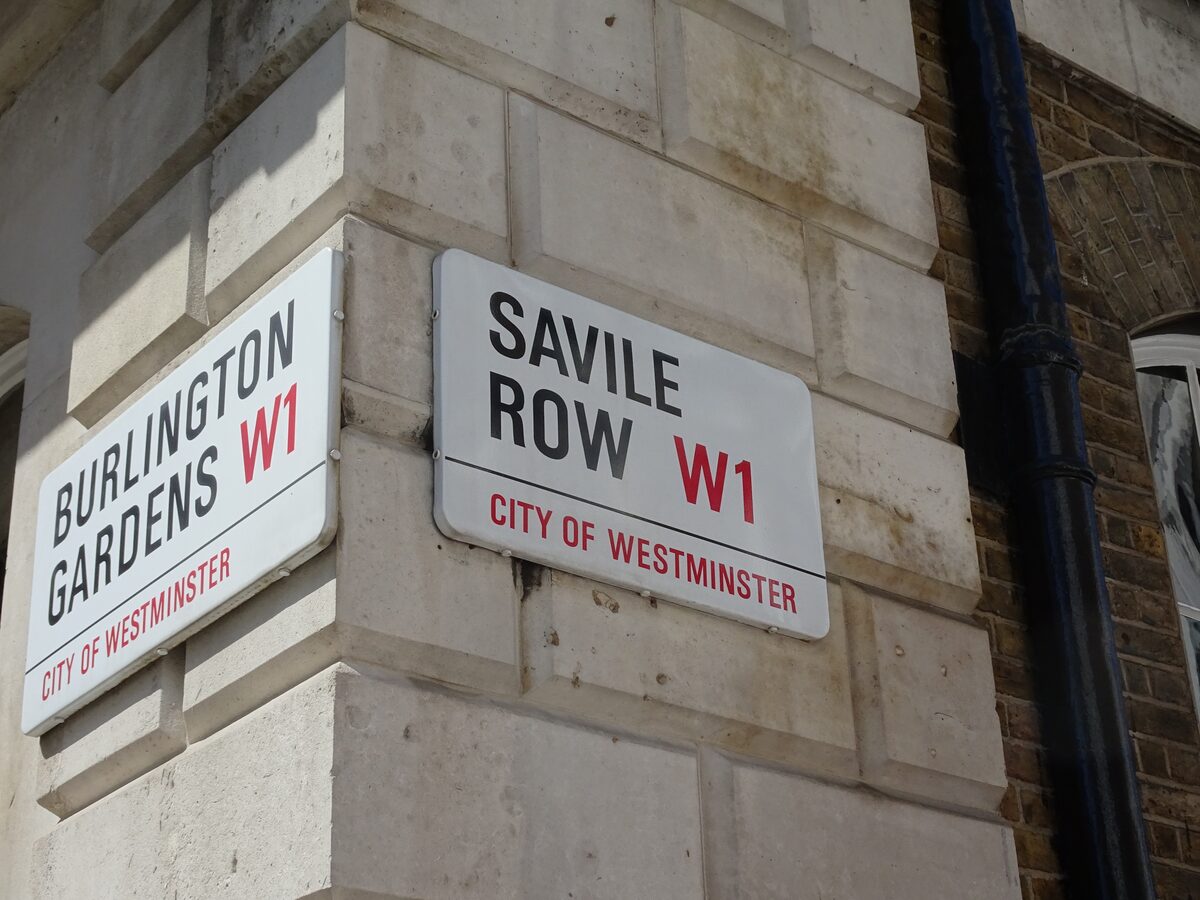 BURLINGTON
GARDENS W1
CITY OF WESTMINSTER
SAVILE
ROW W1
CITY OF WESTMINSTER